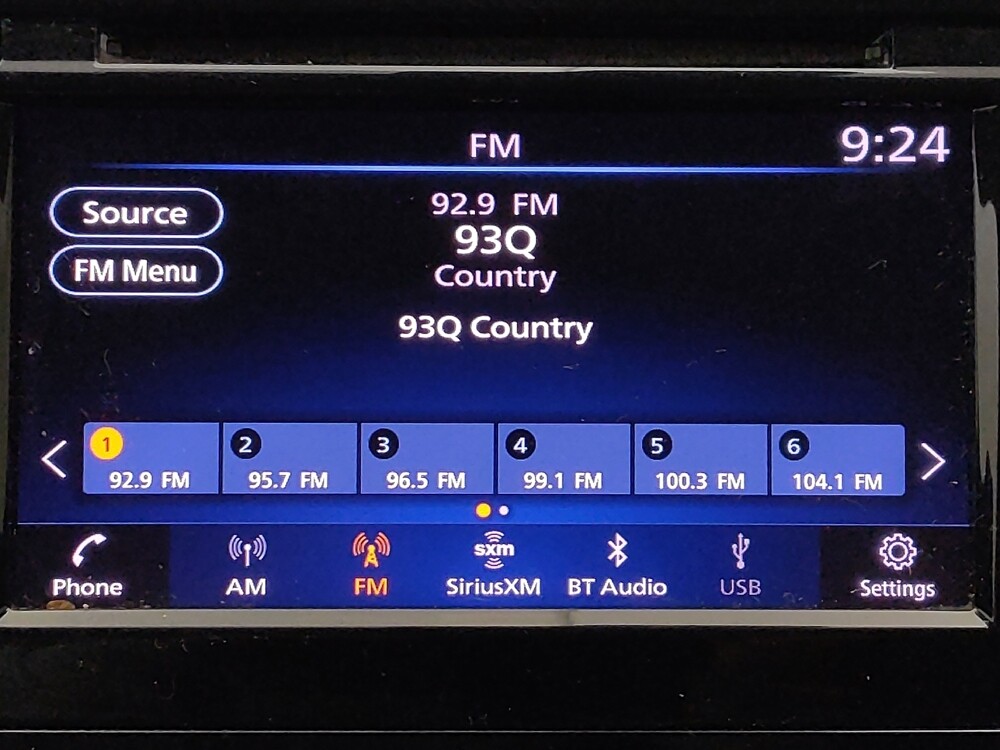 FM
9:24
Source
92.9 FM
93Q
Country
FM Menu
93Q Country
1
2
3
4
5
6
92.9 FM
95.7 FM
96.5 FM
99.1 FM
100.3 FM
104.1 FM
sxm
Phone
AM
FM
SiriusXM
BT Audio
USB
Settings